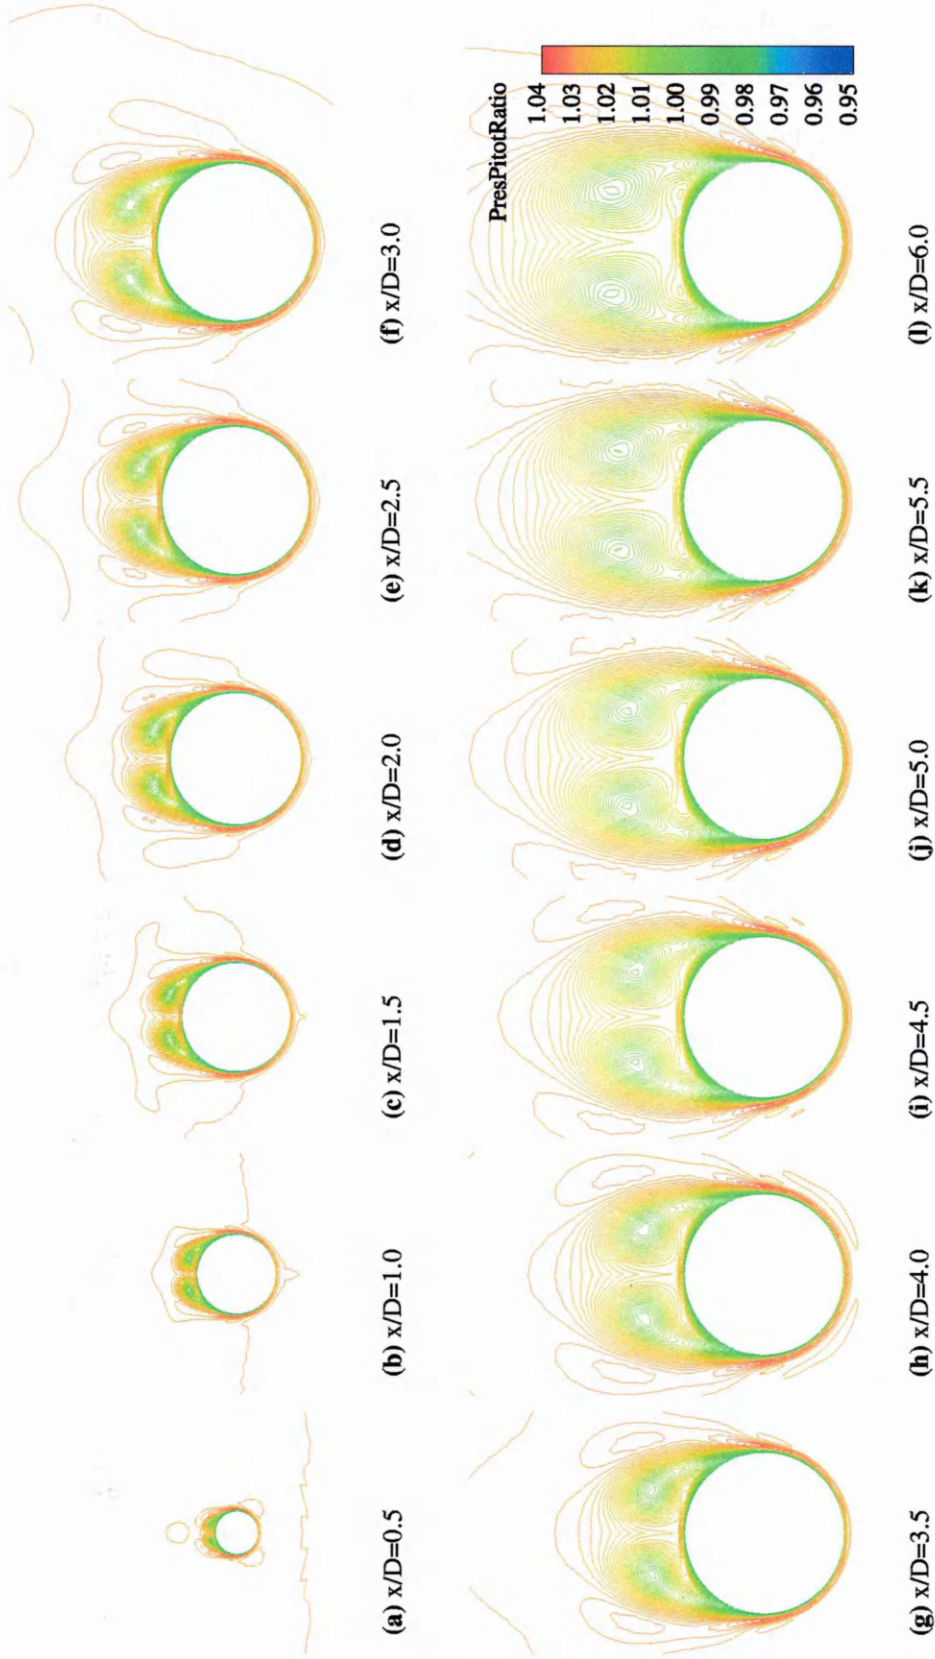 (a) x/D=0.5
(b) x/D=1.0
(c) x/D=1.5
(d) x/D=2.0
(e) x/D=2.5
(f) x/D=3.0
(g) x/D=3.5
(h) x/D=4.0
(i) x/D=4.5
(j) x/D=5.0
(k) x/D=5.5
(l) x/D=6.0
PresPitotRatio
1.04
1.03
1.02
1.01
1.00
0.99
0.98
0.97
0.96
0.95